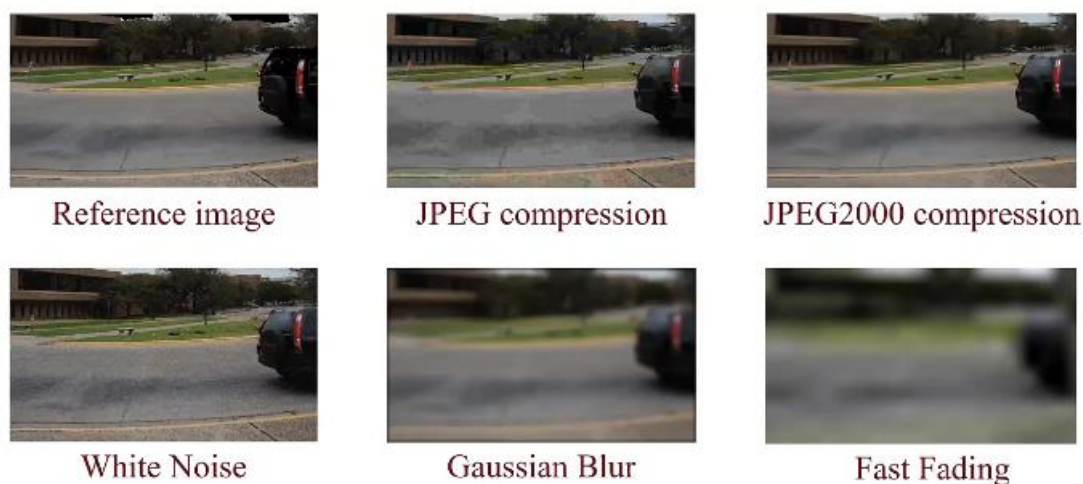 Reference image
JPEG compression
JPEG2000 compression
White Noise
Gaussian Blur
Fast Fading